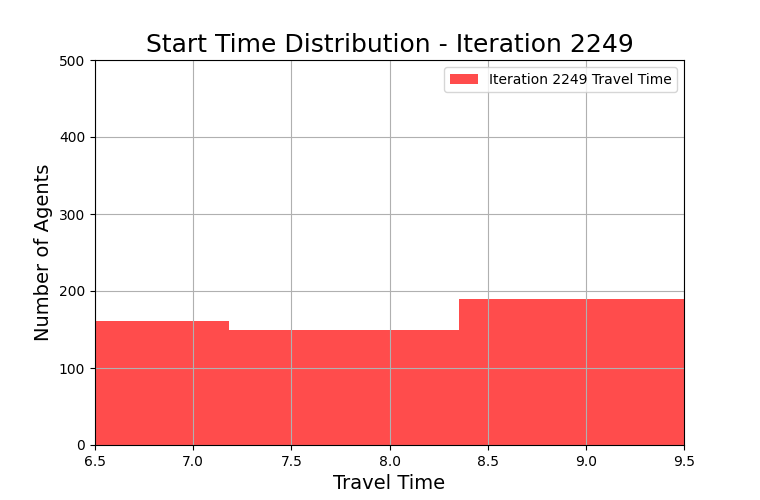 Start Time Distribution - Iteration 2249
Iteration 2249 Travel Time
Number of Agents
500
400
300
200
100
0
6.5 7.0 7.5 8.0 8.5 9.0 9.5
Travel Time